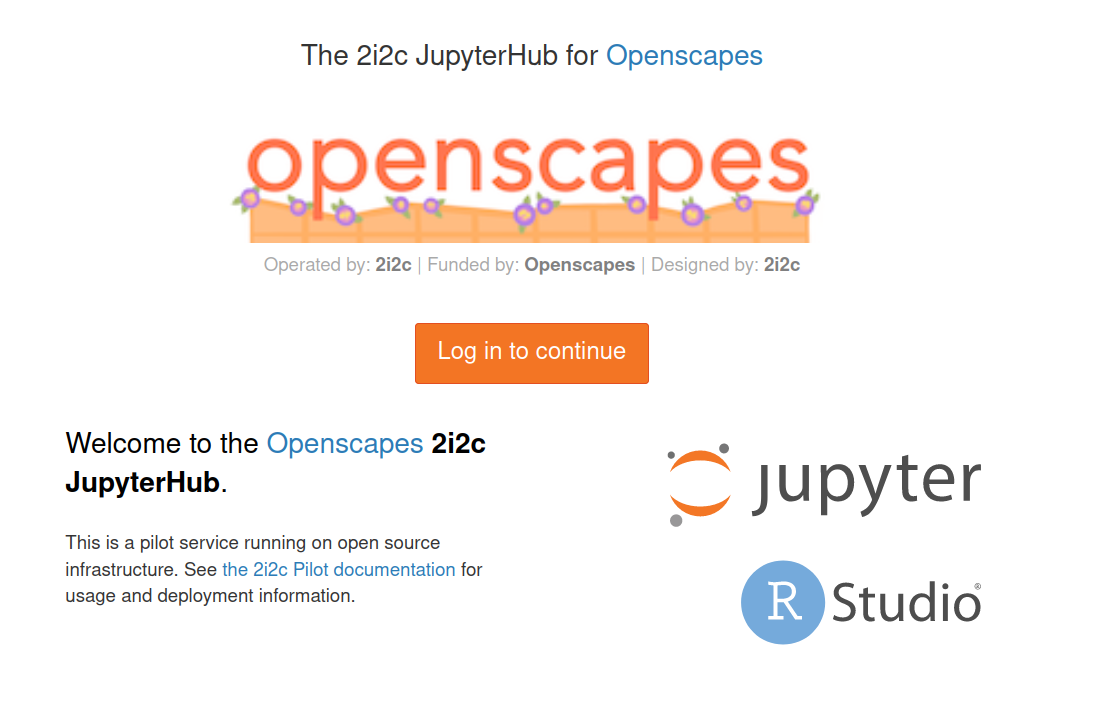 The 2i2c JupyterHub for Openscapes
openscapes
Operated by: 2i2c | Funded by: Openscapes | Designed by: 2i2c
Log in to continue
Welcome to the Openscapes 2i2c
JupyterHub.
This is a pilot service running on open source
infrastructure. See the 2i2c Pilot documentation for
usage and deployment information.
jupyter
R Studio®